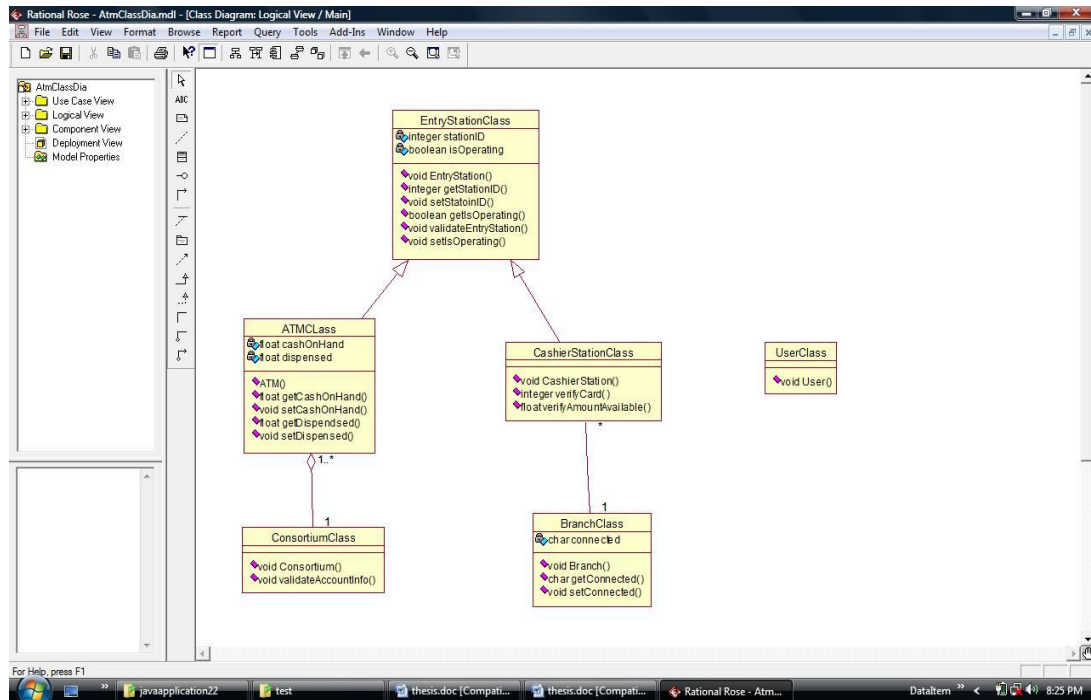 Rational Rose - AtmClassDia.mdl - [Class Diagram: Logical View / Main]
File Edit View Format Browse Report Query Tools Add-Ins Window Help
AtmClassDia
Use Case View
Logical View
Component View
Deployment View
Model Properties
ABC
EntryStationClass
integer stationID
boolean isOperating
void EntryStation()
integer getStationID()
void setStatoinID()
boolean getIsOperating()
void validateEntryStation()
void setIsOperating()
ATMCLass
float cashOnHand
float dispensed
ATM()
float getCashOnHand()
void setCashOnHand()
float getDispendsed()
void setDispensed()
1..*
1
ConsortiumClass
void Consortium()
void validateAccountInfo()
CashierStationClass
void CashierStation()
integer verifyCard()
float verifyAmountAvailable()
*
1
BranchClass
char connected
void Branch()
char getConnected()
void setConnected()
UserClass
void User()
For Help, press F1
javaapplication22
test
thesis.doc [Compati...
thesis.doc [Compati...
Rational Rose - Atm...
DataItem
8:25 PM